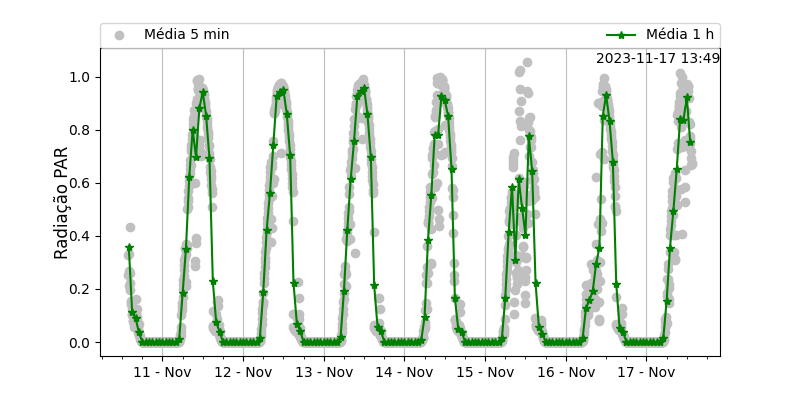 Média 5 min
Média 1 h
2023-11-17 13:49
Radiação PAR
1.0
0.8
0.6
0.4
0.2
0.0
11 - Nov
12 - Nov
13 - Nov
14 - Nov
15 - Nov
16 - Nov
17 - Nov